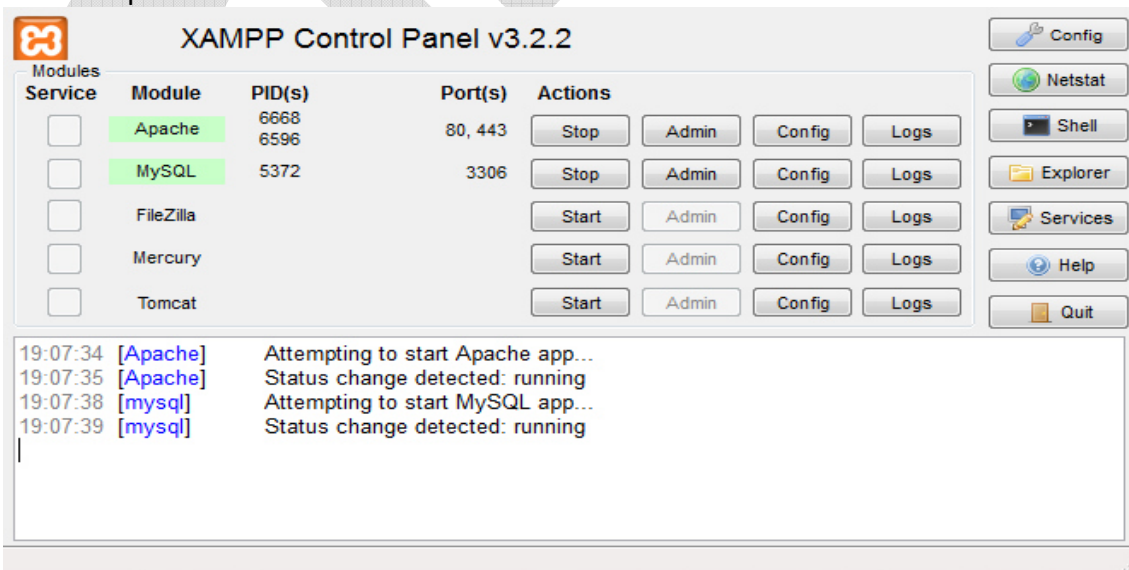 XAMPP Control Panel v3.2.2
Config
Modules
Netstat
Service Module PID(s) Port(s) Actions
Apache 6668 6596 80, 443 Stop Admin Config Logs
Shell
MySQL 5372 3306 Stop Admin Config Logs
Explorer
FileZilla Start Admin Config Logs
Services
Mercury Start Admin Config Logs
Help
Tomcat Start Admin Config Logs
Quit
19:07:34 [Apache] Attempting to start Apache app...
19:07:35 [Apache] Status change detected: running
19:07:38 [mysql] Attempting to start MySQL app...
19:07:39 [mysql] Status change detected: running